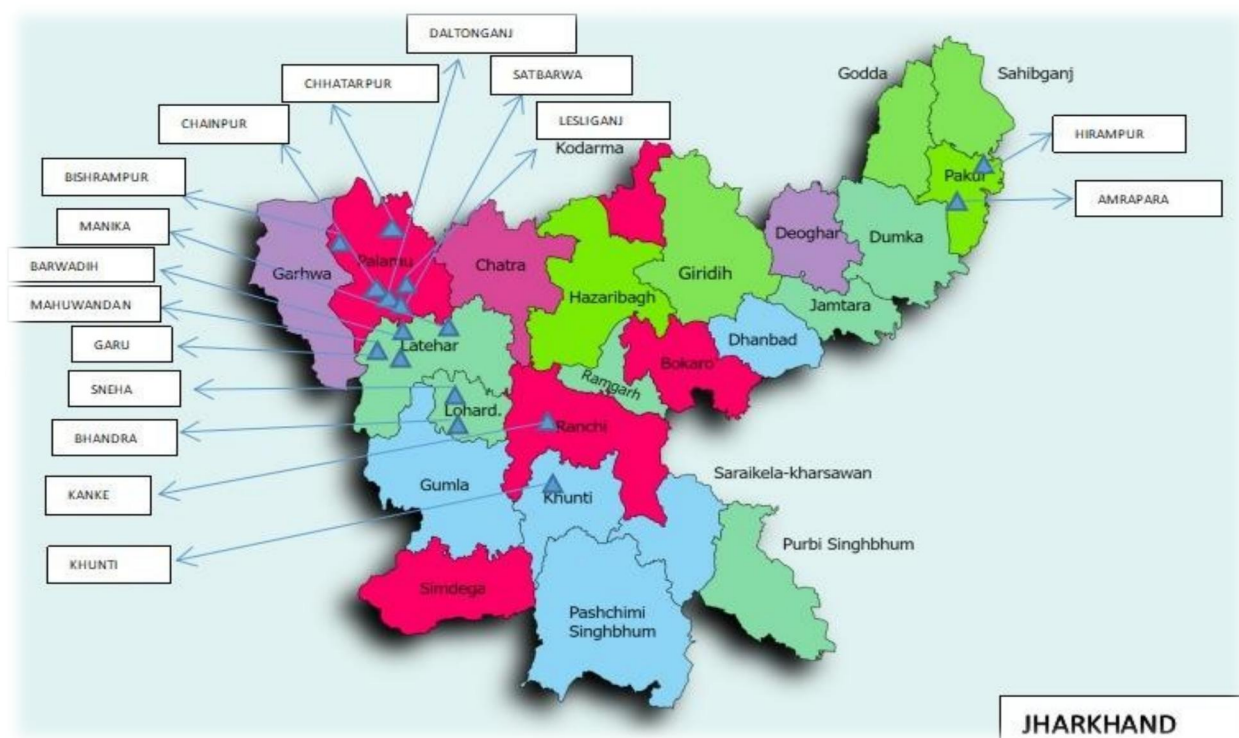 DALTONGANJ
CHHATARPUR
SATBARWA
CHAINPUR
LESLIGANJ
BISHRAMPUR
MANIKA
BARWADIH
MAHUWANDAN
GARU
SNEHA
BHANDRA
KANKE
KHUNTI
HIRAMPUR
AMRAPARA
Godda
Sahibganj
Kodarma
Pakur
Deoghar
Dumka
Garhwa
Palamu
Chatra
Hazaribagh
Giridih
Jamtara
Dhanbad
Latehar
Bokaro
Ramgarh
Lohard.
Ranchi
Gumla
Khunti
Saraikela-kharsawan
Purbi Singhbhum
Simdega
Pashchimi
Singhbhum
JHARKHAND